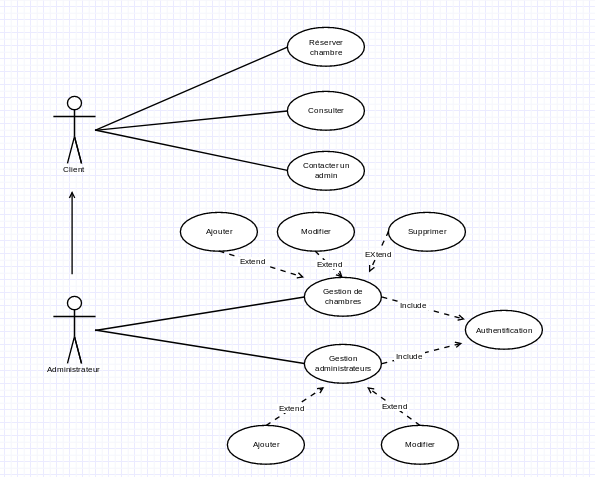 Réserver
chambre
Consulter
Contacter un
admin
Client
Ajouter
Modifier
Supprimer
Extend
Extend
EXtend
Gestion de
chambres
Include
Authentification
Gestion
administrateurs
Include
Administrateur
Extend
Extend
Ajouter
Modifier